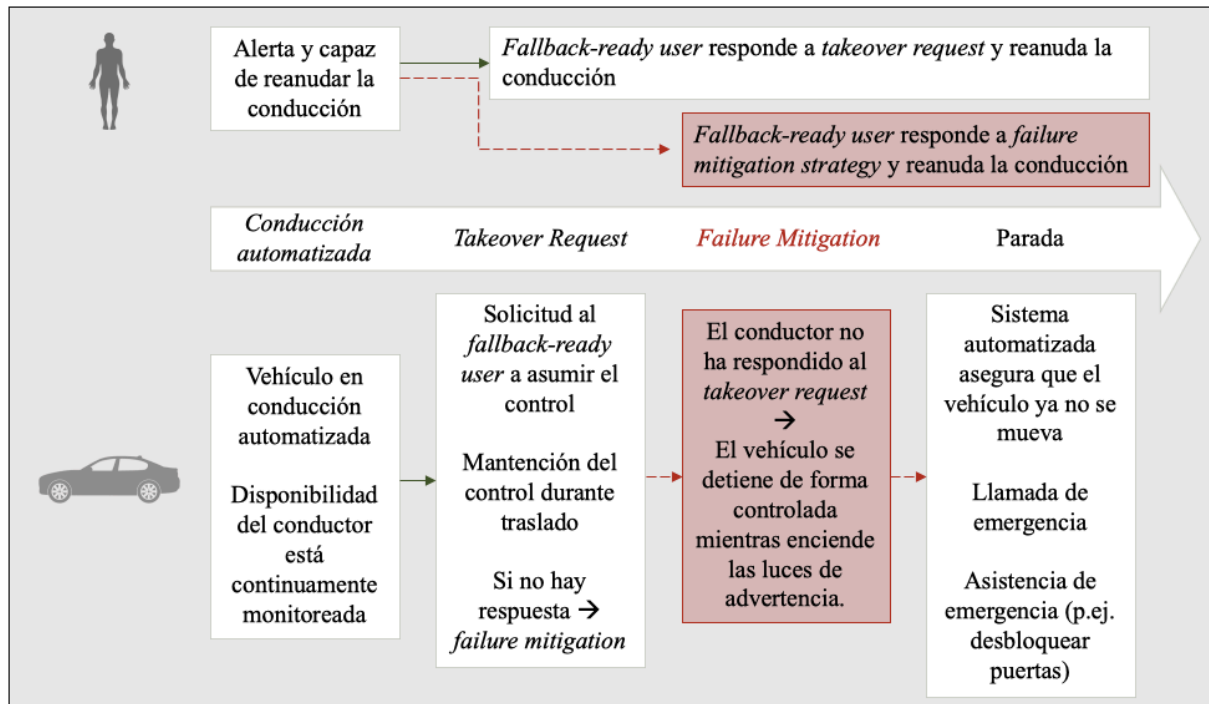 Alerta y capaz
de reanudar la
conducción
Fallback-ready user responde a takeover request y reanuda la
conducción
Fallback-ready user responde a failure
mitigation strategy y reanuda la conducción
Conducción
automatizada
Takeover Request
Failure Mitigation
Parada
Vehículo en
conducción
automatizada
Disponibilidad
del conductor
está
continuamente
monitoreada
Solicitud al
fallback-ready
user a asumir el
control
Mantención del
control durante
traslado
Si no hay
respuesta →
failure mitigation
El conductor no
ha respondido al
takeover request
→
El vehículo se
detiene de forma
controlada
mientras enciende
las luces de
advertencia.
Sistema
automatizada
asegura que el
vehículo ya no se
mueva
Llamada de
emergencia
Asistencia de
emergencia (p.ej.
desbloquear
puertas)